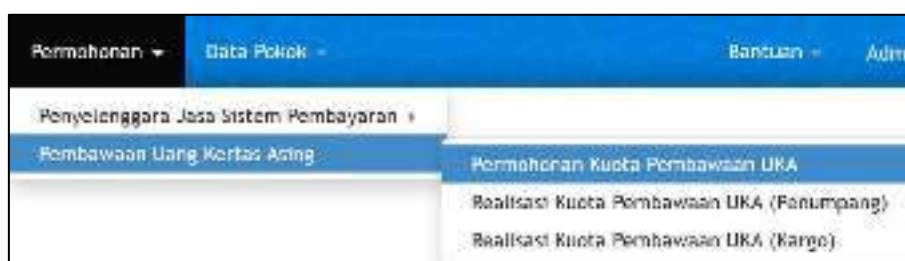 Permohonan Data Pokok Bantuan Adm
Penyelenggara Jasa Sistem Pembayaran
Pembawaan Uang Kertas Asing
Permohonan Kuota Pembawaan UKA
Realisasi Kuota Pembawaan UKA (Penumpang)
Realisasi Kuota Pembawaan UKA (Kargo)